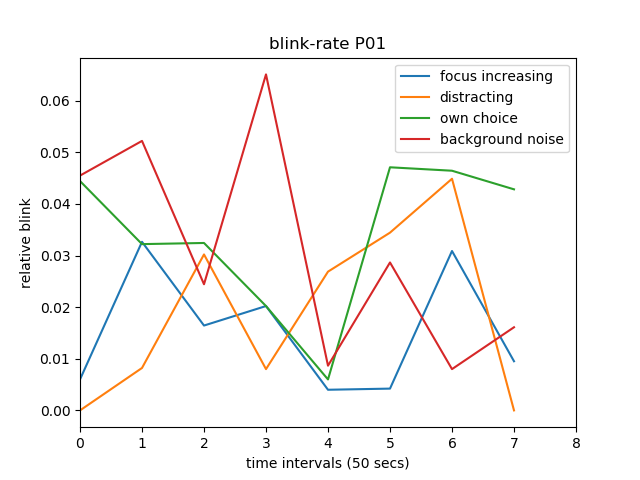 blink-rate P01
focus increasing
distracting
own choice
background noise
relative blink
0.06
0.05
0.04
0.03
0.02
0.01
0.00
0 1 2 3 4 5 6 7 8
time intervals (50 secs)